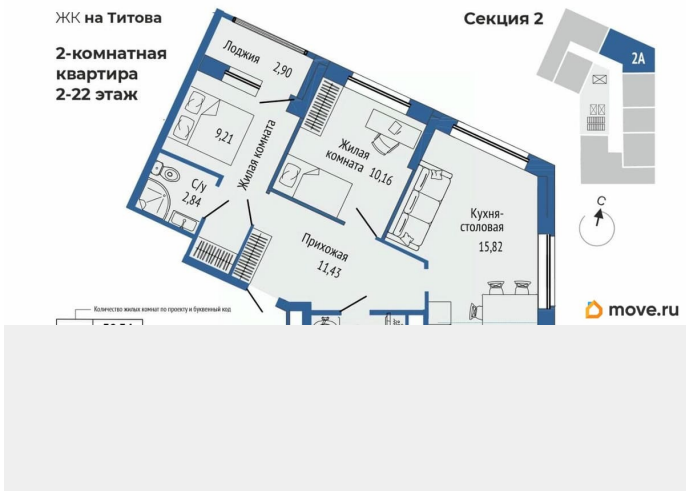 ЖК на Титова
Секция 2
2-комнатная
квартира
2-22 этаж
2А
Лоджия
2,90
9,21
Жилая комната
Жилая
комната
10,16
С/у
2,84
Кухня-
столовая
15,82
С
Прихожая
11,43
move.ru
Количество жилых комнат по проекту и буквенный код